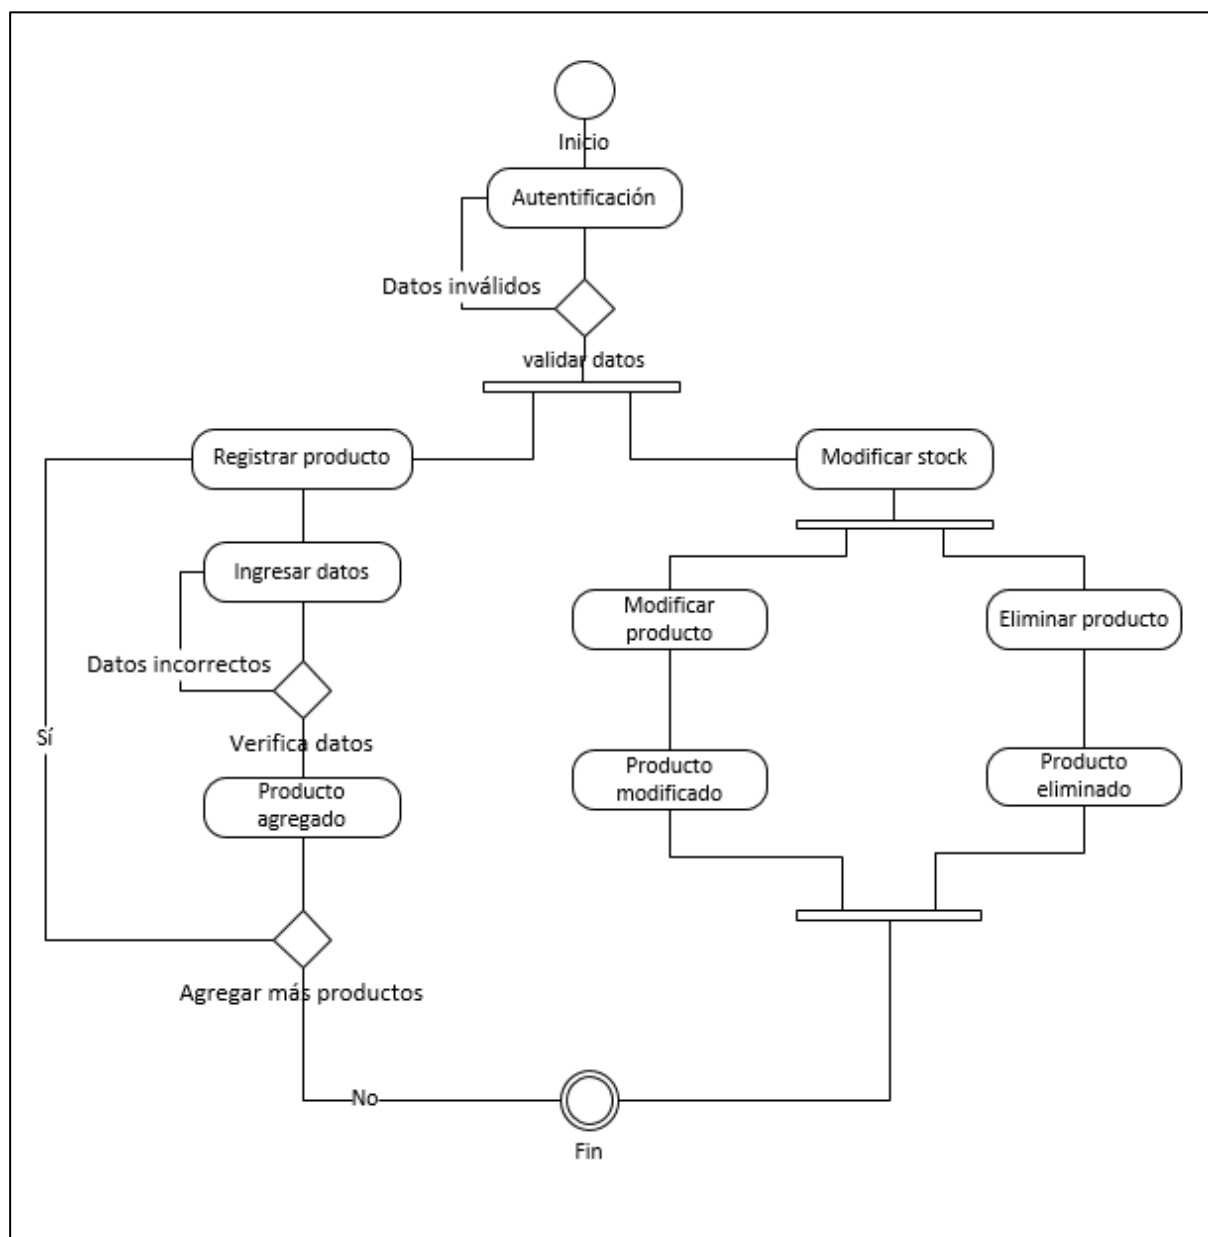 Inicio
Autentificación
Datos inválidos
validar datos
Registrar producto
Modificar stock
Ingresar datos
Modificar
producto
Eliminar producto
Datos incorrectos
Sí
Verifica datos
Producto
agregado
Producto
modificado
Producto
eliminado
Agregar más productos
No
Fin